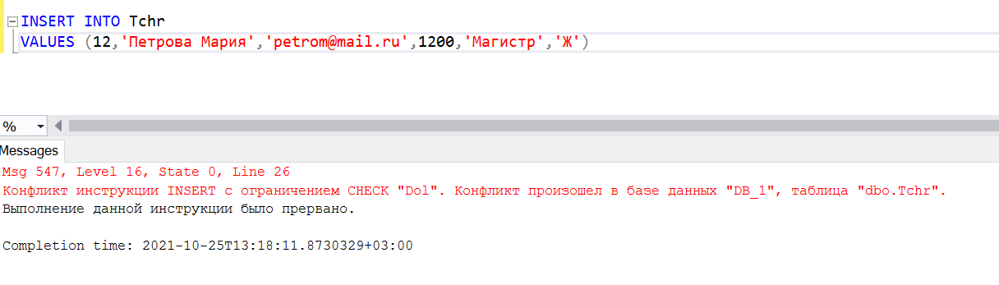 INSERT INTO Tchr
VALUES (12,'Петрова Мария','petrom@mail.ru',1200,'Магистр','Ж')
%
Messages
Msg 547, Level 16, State 0, Line 26
Конфликт инструкции INSERT с ограничением CHECK "Dol". Конфликт произошел в базе данных "DB_1", таблица "dbo.Tchr".
Выполнение данной инструкции было прервано.
Completion time: 2021-10-25T13:18:11.8730329+03:00